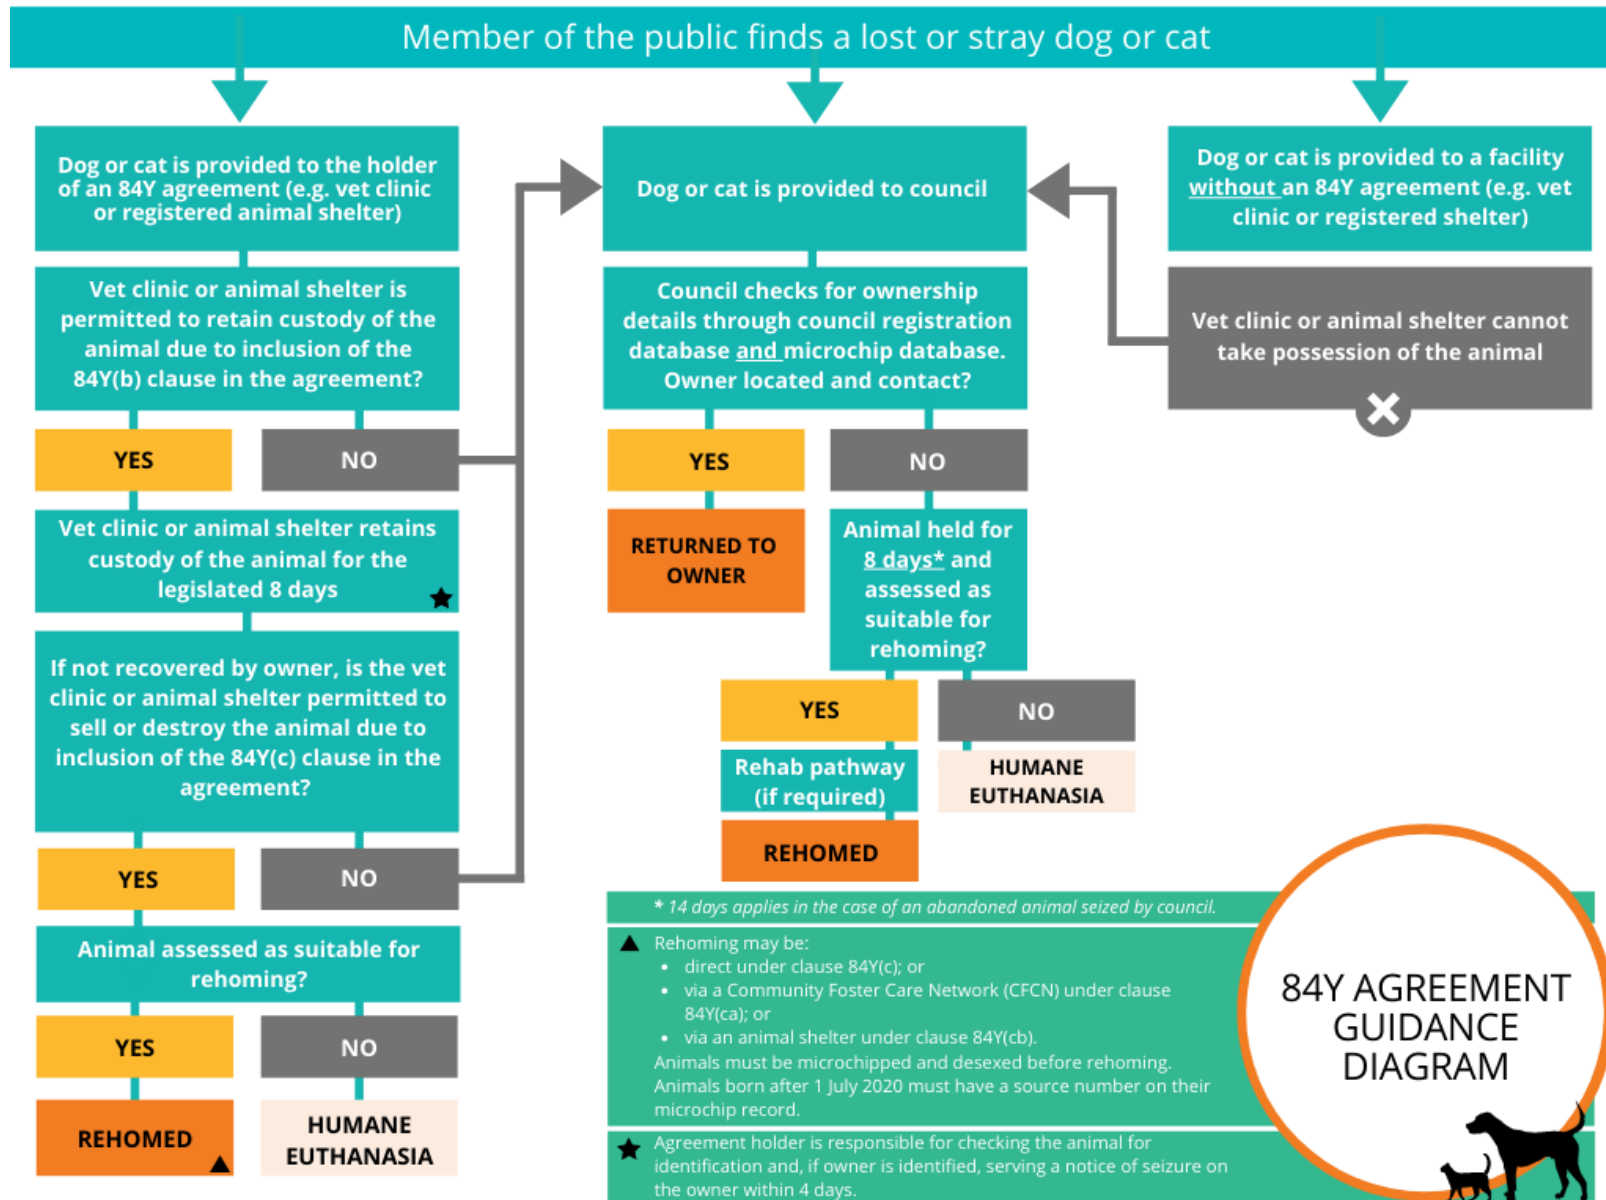 Member of the public finds a lost or stray dog or cat
Dog or cat is provided to the holder
of an 84Y agreement (e.g. vet clinic
or registered animal shelter)
Vet clinic or animal shelter is
permitted to retain custody of the
animal due to inclusion of the
84Y(b) clause in the agreement?
YES
NO
Vet clinic or animal shelter retains
custody of the animal for the
legislated 8 days
★
If not recovered by owner, is the vet
clinic or animal shelter permitted to
sell or destroy the animal due to
inclusion of the 84Y(c) clause in the
agreement?
YES
NO
Animal assessed as suitable for
rehoming?
YES
NO
REHOMED
▲
HUMANE
EUTHANASIA
Dog or cat is provided to council
Council checks for ownership
details through council registration
database and microchip database.
Owner located and contact?
YES
NO
RETURNED TO
OWNER
Animal held for
8 days* and
assessed as
suitable for
rehoming?
YES
NO
Rehab pathway
(if required)
HUMANE
EUTHANASIA
REHOMED
Dog or cat is provided to a facility
without an 84Y agreement (e.g. vet
clinic or registered shelter)
Vet clinic or animal shelter cannot
take possession of the animal
* 14 days applies in the case of an abandoned animal seized by council.
▲ Rehoming may be:
• direct under clause 84Y(c); or
• via a Community Foster Care Network (CFCN) under clause
84Y(ca); or
• via an animal shelter under clause 84Y(cb).
Animals must be microchipped and desexed before rehoming.
Animals born after 1 July 2020 must have a source number on their
microchip record.
★ Agreement holder is responsible for checking the animal for
identification and, if owner is identified, serving a notice of seizure on
the owner within 4 days.
84Y AGREEMENT
GUIDANCE
DIAGRAM